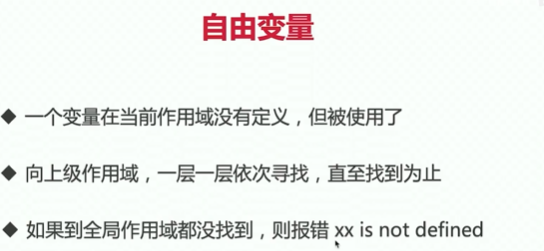 自由变量
◆ 一个变量在当前作用域没有定义，但被使用了
◆ 向上级作用域，一层一层依次寻找，直至找到为止
◆ 如果到全局作用域都没找到，则报错 xx is not defined